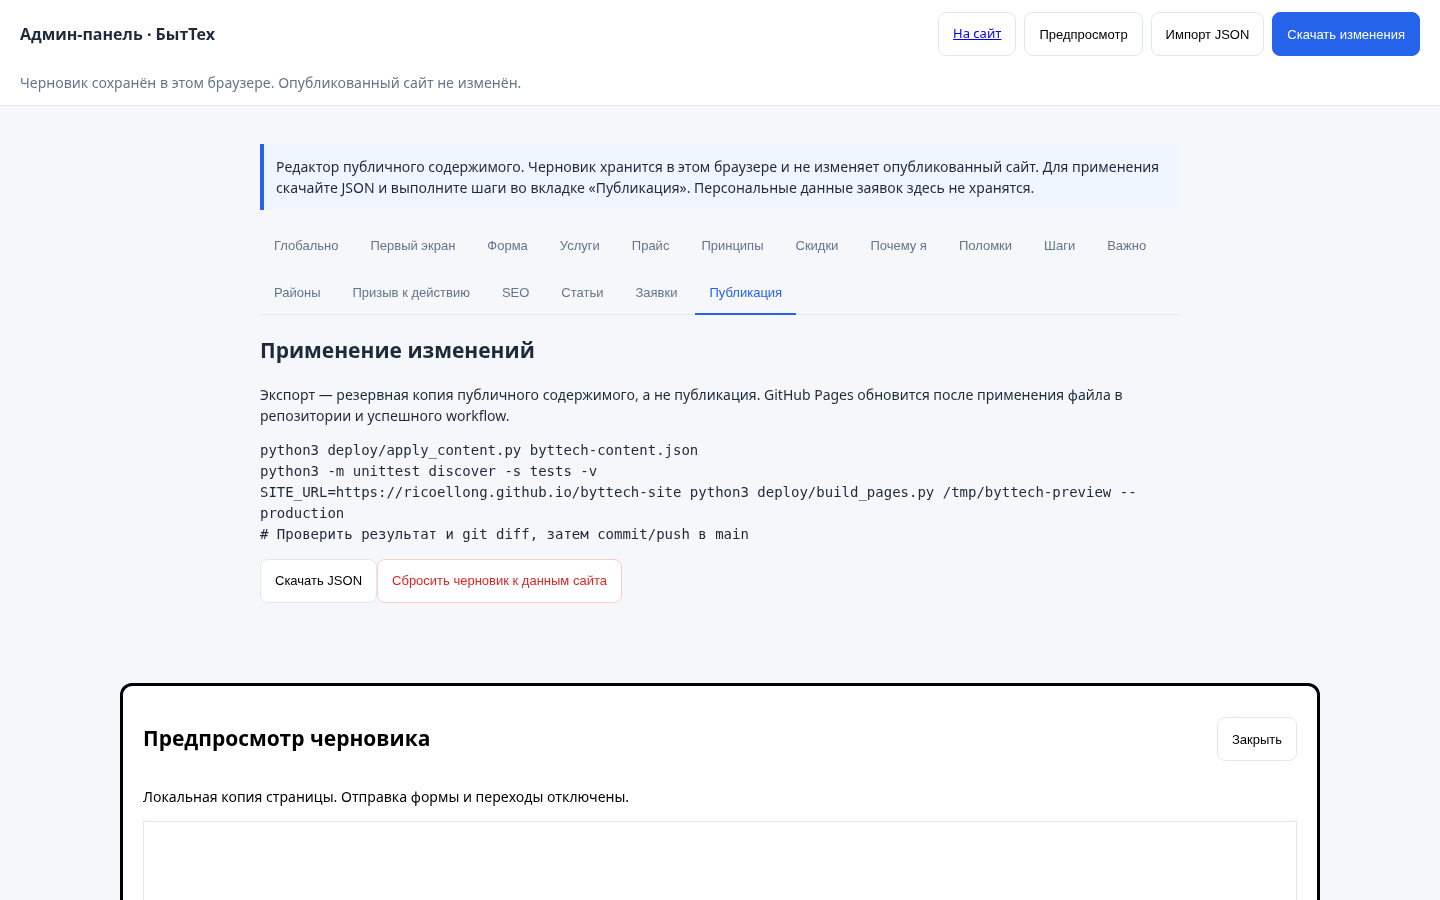 Админ-панель · БытТех
На сайт
Предпросмотр
Импорт JSON
Скачать изменения
Черновик сохранён в этом браузере. Опубликованный сайт не изменён.
Редактор публичного содержимого. Черновик хранится в этом браузере и не изменяет опубликованный сайт. Для применения
скачайте JSON и выполните шаги во вкладке «Публикация». Персональные данные заявок здесь не хранятся.
Глобально Первый экран Форма Услуги Прайс Принципы Скидки Почему я Поломки Шаги Важно
Районы Призыв к действию SEO Статьи Заявки Публикация
Применение изменений
Экспорт — резервная копия публичного содержимого, а не публикация. GitHub Pages обновится после применения файла в
репозитории и успешного workflow.
python3 deploy/apply_content.py byttech-content.json
python3 -m unittest discover -s tests -v
SITE_URL=https://ricoellong.github.io/byttech-site python3 deploy/build_pages.py /tmp/byttech-preview --
production
# Проверить результат и git diff, затем commit/push в main
Скачать JSON
Сбросить черновик к данным сайта
Предпросмотр черновика
Закрыть
Локальная копия страницы. Отправка формы и переходы отключены.